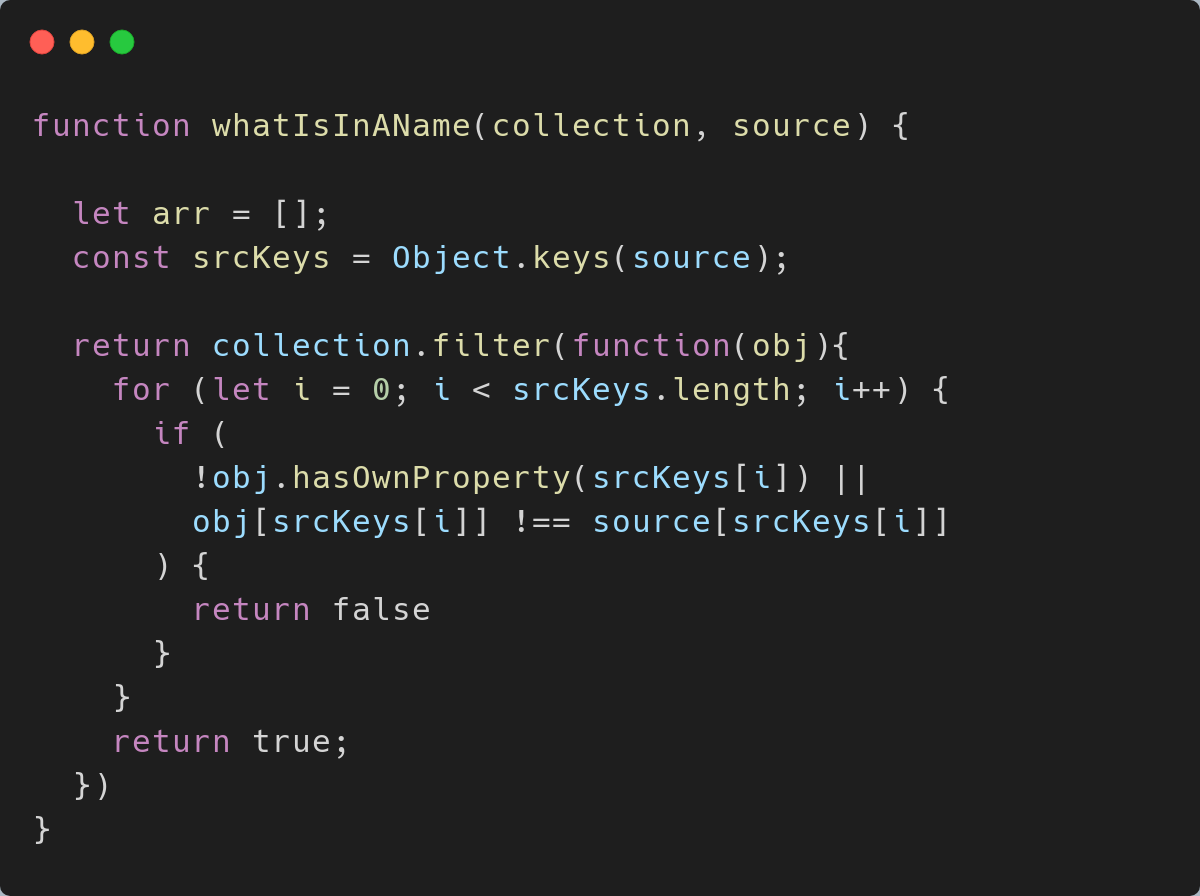 function whatIsInAName(collection, source) {

  let arr = [];
  const srcKeys = Object.keys(source);

  return collection.filter(function(obj){
    for (let i = 0; i < srcKeys.length; i++) {
      if (
        !obj.hasOwnProperty(srcKeys[i]) ||
        obj[srcKeys[i]] !== source[srcKeys[i]]
      ) {
        return false
      }
    }
    return true;
  })
}